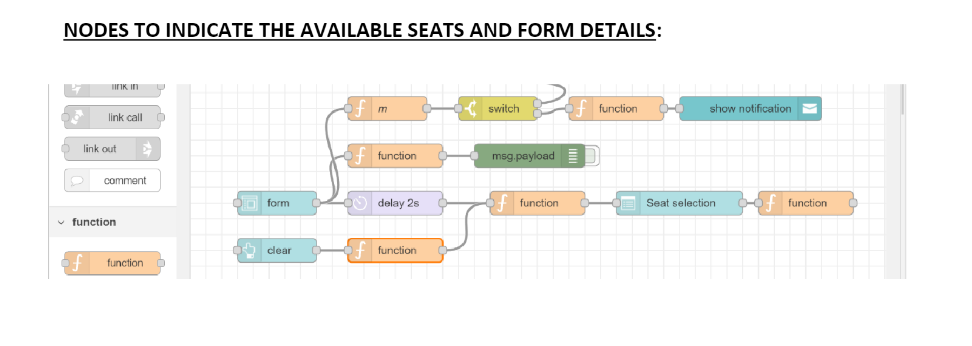 NODES TO INDICATE THE AVAILABLE SEATS AND FORM DETAILS:
link in
link call
link out
comment
function
function
m
switch
function
show notification
function
msg.payload
form
delay 2s
function
Seat selection
function
clear
function